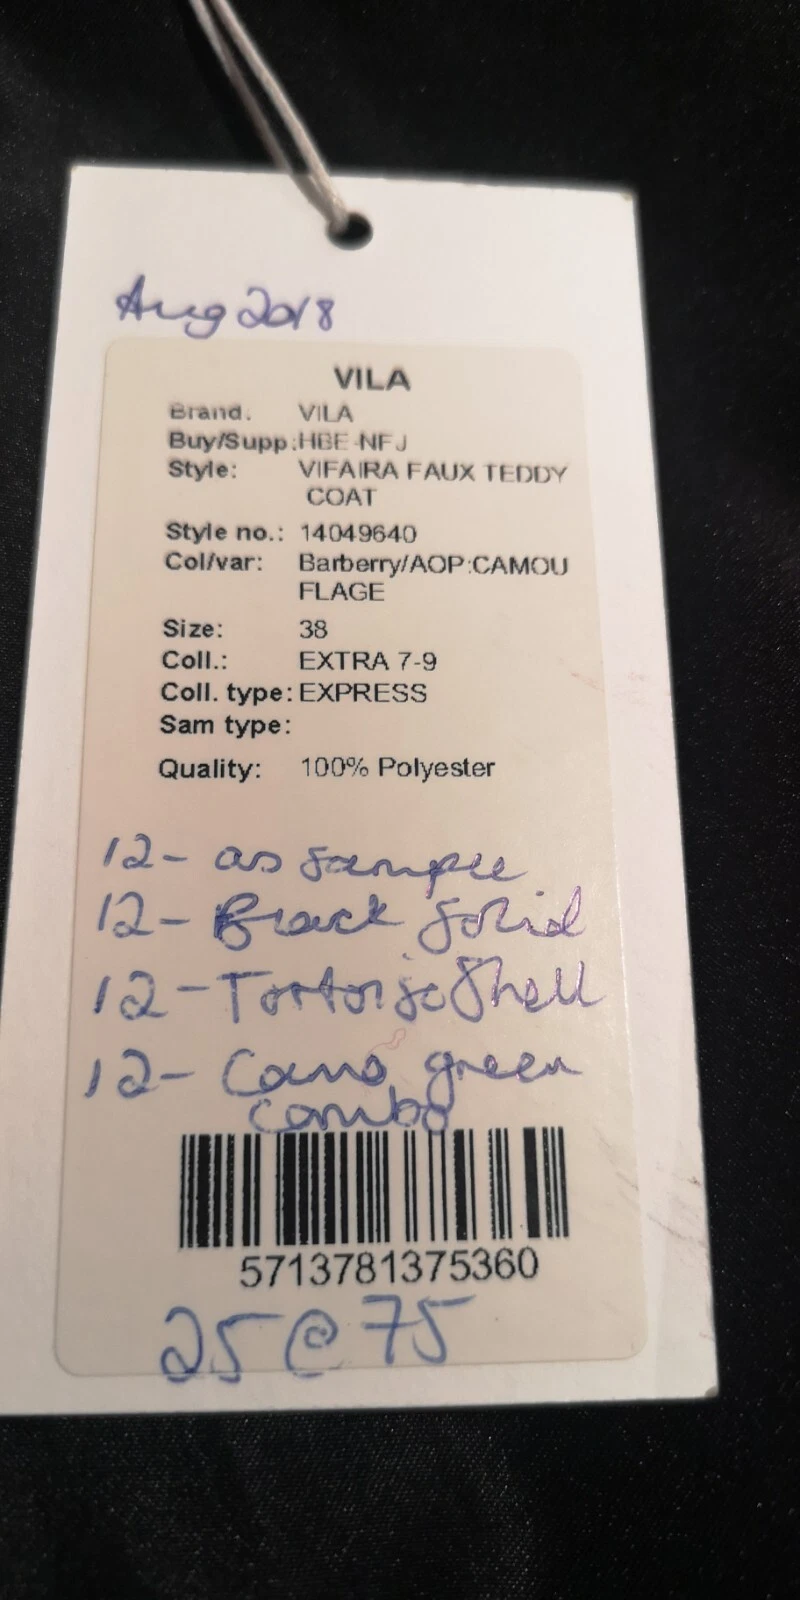 Aug 2018
VILA
Brand: VILA
Buy/Supp.: HBE-NFJ
Style: VIFAIRA FAUX TEDDY
COAT
Style no.: 14049640
Col/var: Barberry/AOP:CAMOU
FLAGE
Size: 38
Coll.: EXTRA 7-9
Coll. type: EXPRESS
Sam type:
Quality: 100% Polyester
12- as sample
12- Black Solid
12- Tortoise Shell
12- Camo green
combo
5713781375360
25 @ 75